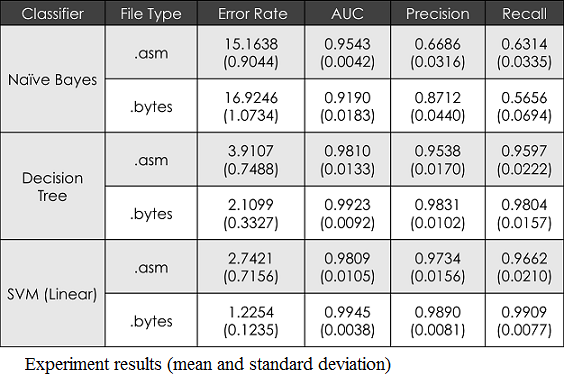 Classifier File Type Error Rate AUC Precision Recall
Naïve Bayes
.asm 15.1638 0.9543 0.6686 0.6314
(0.9044) (0.0042) (0.0316) (0.0335)
.bytes 16.9246 0.9190 0.8712 0.5656
(1.0734) (0.0183) (0.0440) (0.0694)
Decision
Tree
.asm 3.9107 0.9810 0.9538 0.9597
(0.7488) (0.0133) (0.0170) (0.0222)
.bytes 2.1099 0.9923 0.9831 0.9804
(0.3327) (0.0092) (0.0102) (0.0157)
SVM (Linear)
.asm 2.7421 0.9809 0.9734 0.9662
(0.7156) (0.0105) (0.0156) (0.0210)
.bytes 1.2254 0.9945 0.9890 0.9909
(0.1235) (0.0038) (0.0081) (0.0077)
Experiment results (mean and standard deviation)